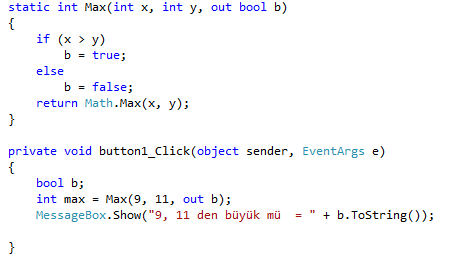 static int Max(int x, int y, out bool b)
{
    if (x > y)
        b = true;
    else
        b = false;
    return Math.Max(x, y);
}
private void button1_Click(object sender, EventArgs e)
{
    bool b;
    int max = Max(9, 11, out b);
    MessageBox.Show("9, 11 den büyük mü  = " + b.ToString());
}